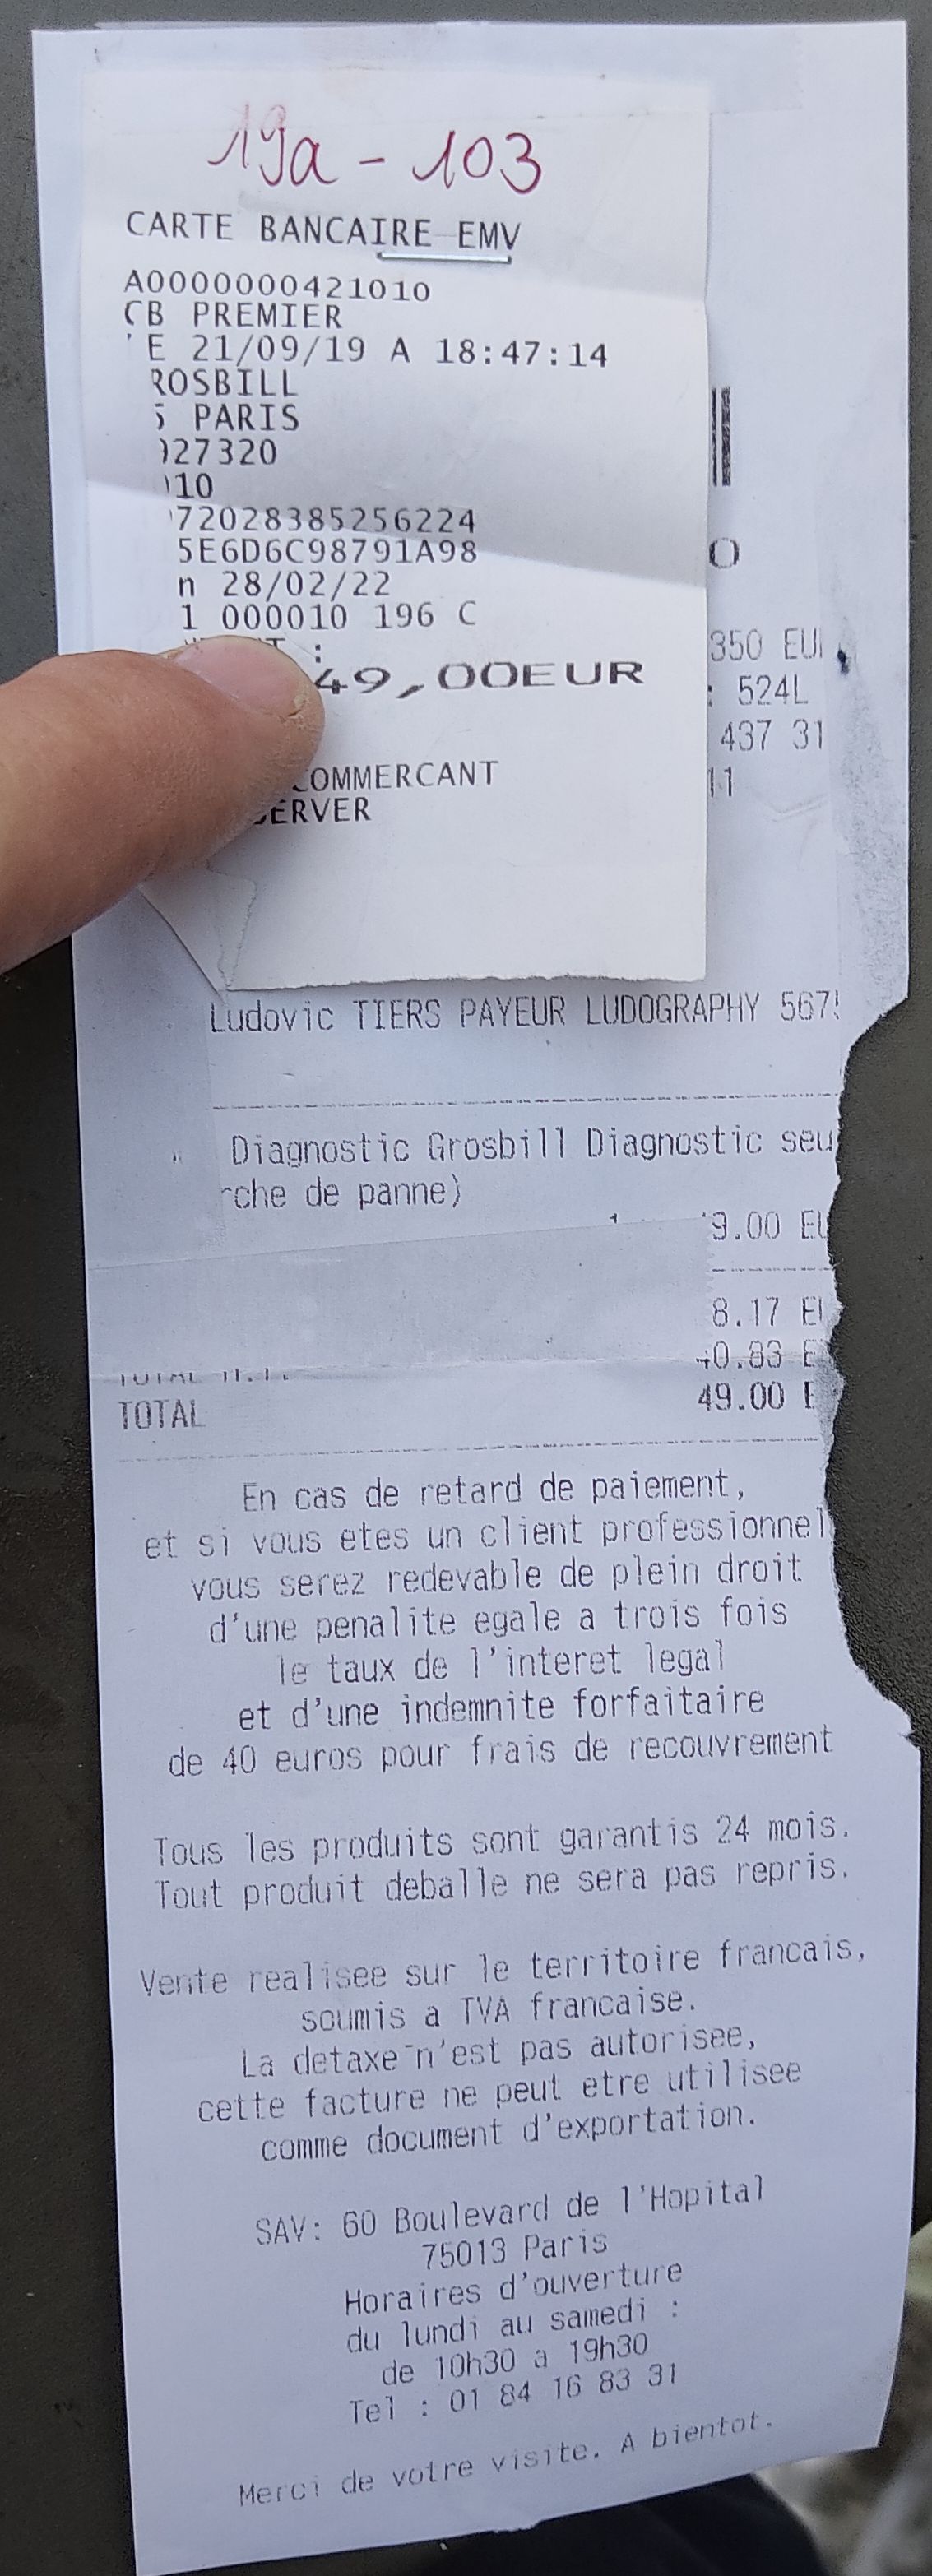 19a - 103
CARTE BANCAIRE EMV
A0000000421010
CB PREMIER
E 21/09/19 A 18:47:14
ROSBILL
PARIS
27320
10
72028385256224
5E6D6C98791A98
n 28/02/22
1 000010 196 C
:
49,00EUR
COMMERCANT
SERVER
O
350 EU
: 524L
437 31
11
Ludovic TIERS PAYEUR LUDOGRAPHY 567
Diagnostic Grosbill Diagnostic seu
rche de panne)
9.00 EU
8.17 E
0.83 E
TOTAL
49.00 E
En cas de retard de paiement,
et si vous etes un client professionnel
vous serez redevable de plein droit
d'une penalite egale a trois fois
le taux de l'interet legal
et d'une indemnite forfaitaire
de 40 euros pour frais de recouvrement
Tous les produits sont garantis 24 mois.
Tout produit deballe ne sera pas repris.
Vente realisee sur le territoire francais,
soumis a TVA francaise.
La detaxe n'est pas autorisee,
cette facture ne peut etre utilisee
comme document d'exportation.
SAV: 60 Boulevard de l'Hopital
75013 Paris
Horaires d'ouverture
du lundi au samedi :
de 10h30 a 19h30
Tel : 01 84 16 83 31
Merci de votre visite. A bientot.